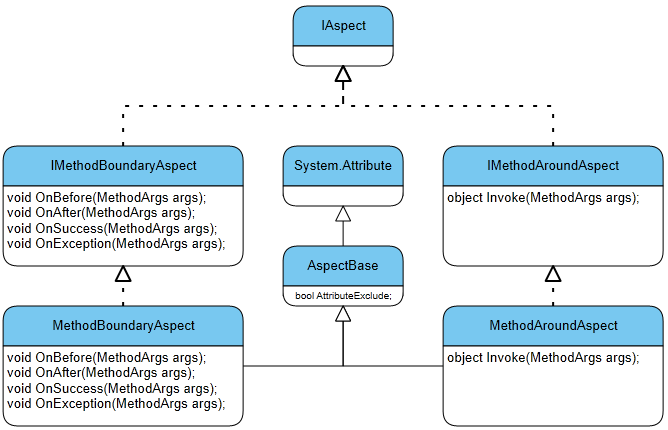 IAspect
IMethodBoundaryAspect
void OnBefore(MethodArgs args);
void OnAfter(MethodArgs args);
void OnSuccess(MethodArgs args);
void OnException(MethodArgs args);
System.Attribute
IMethodAroundAspect
object Invoke(MethodArgs args);
AspectBase
bool AttributeExclude;
MethodBoundaryAspect
void OnBefore(MethodArgs args);
void OnAfter(MethodArgs args);
void OnSuccess(MethodArgs args);
void OnException(MethodArgs args);
MethodAroundAspect
object Invoke(MethodArgs args);